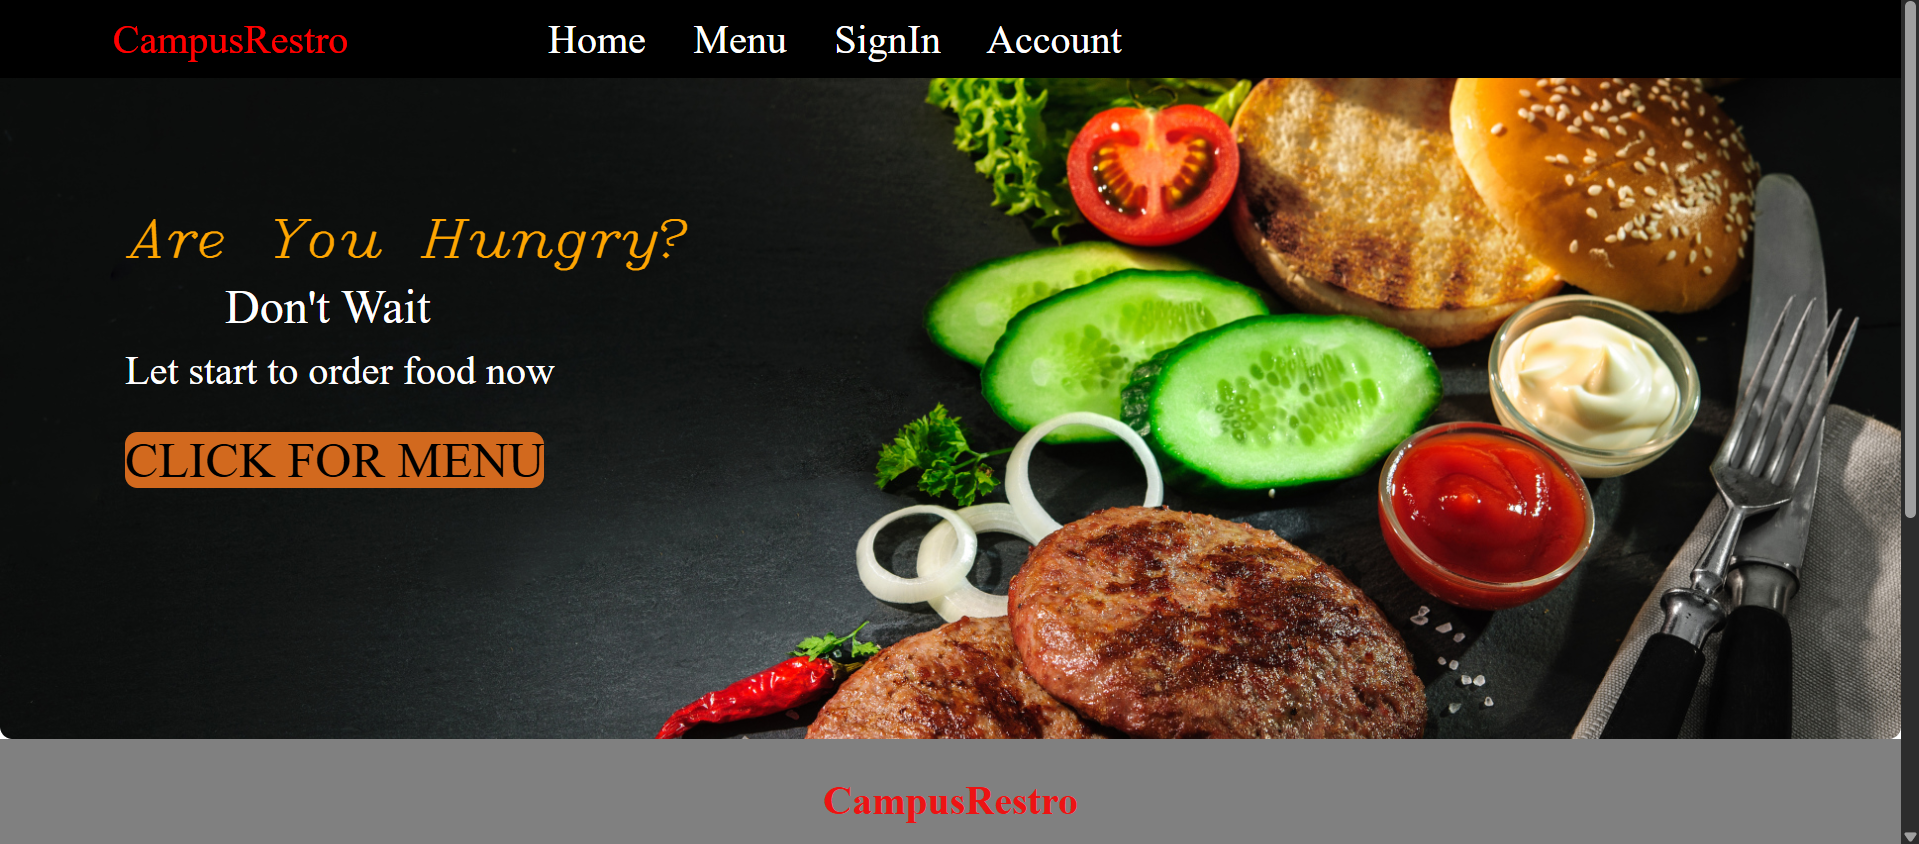 CampusRestro Home Menu SignIn Account
Are You Hungry?
Don't Wait
Let start to order food now
CLICK FOR MENU
CampusRestro